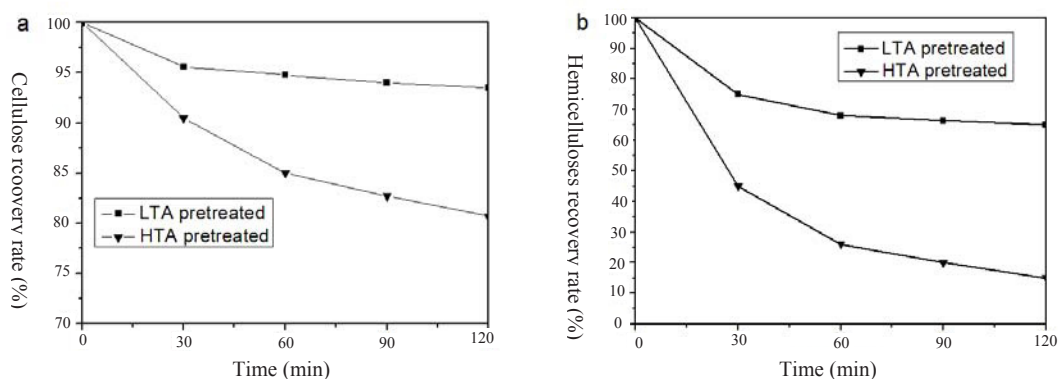 a
100
95
90
85
80
75
70
Cellulose rcoovery rate (%)
LTA pretreated
HTA pretreated
0 30 60 90 120
Time (min)
b
100
90
80
70
60
50
40
30
20
10
0
Hemicelluloses recovery rate (%)
LTA pretreated
HTA pretreated
0 30 60 90 120
Time (min)